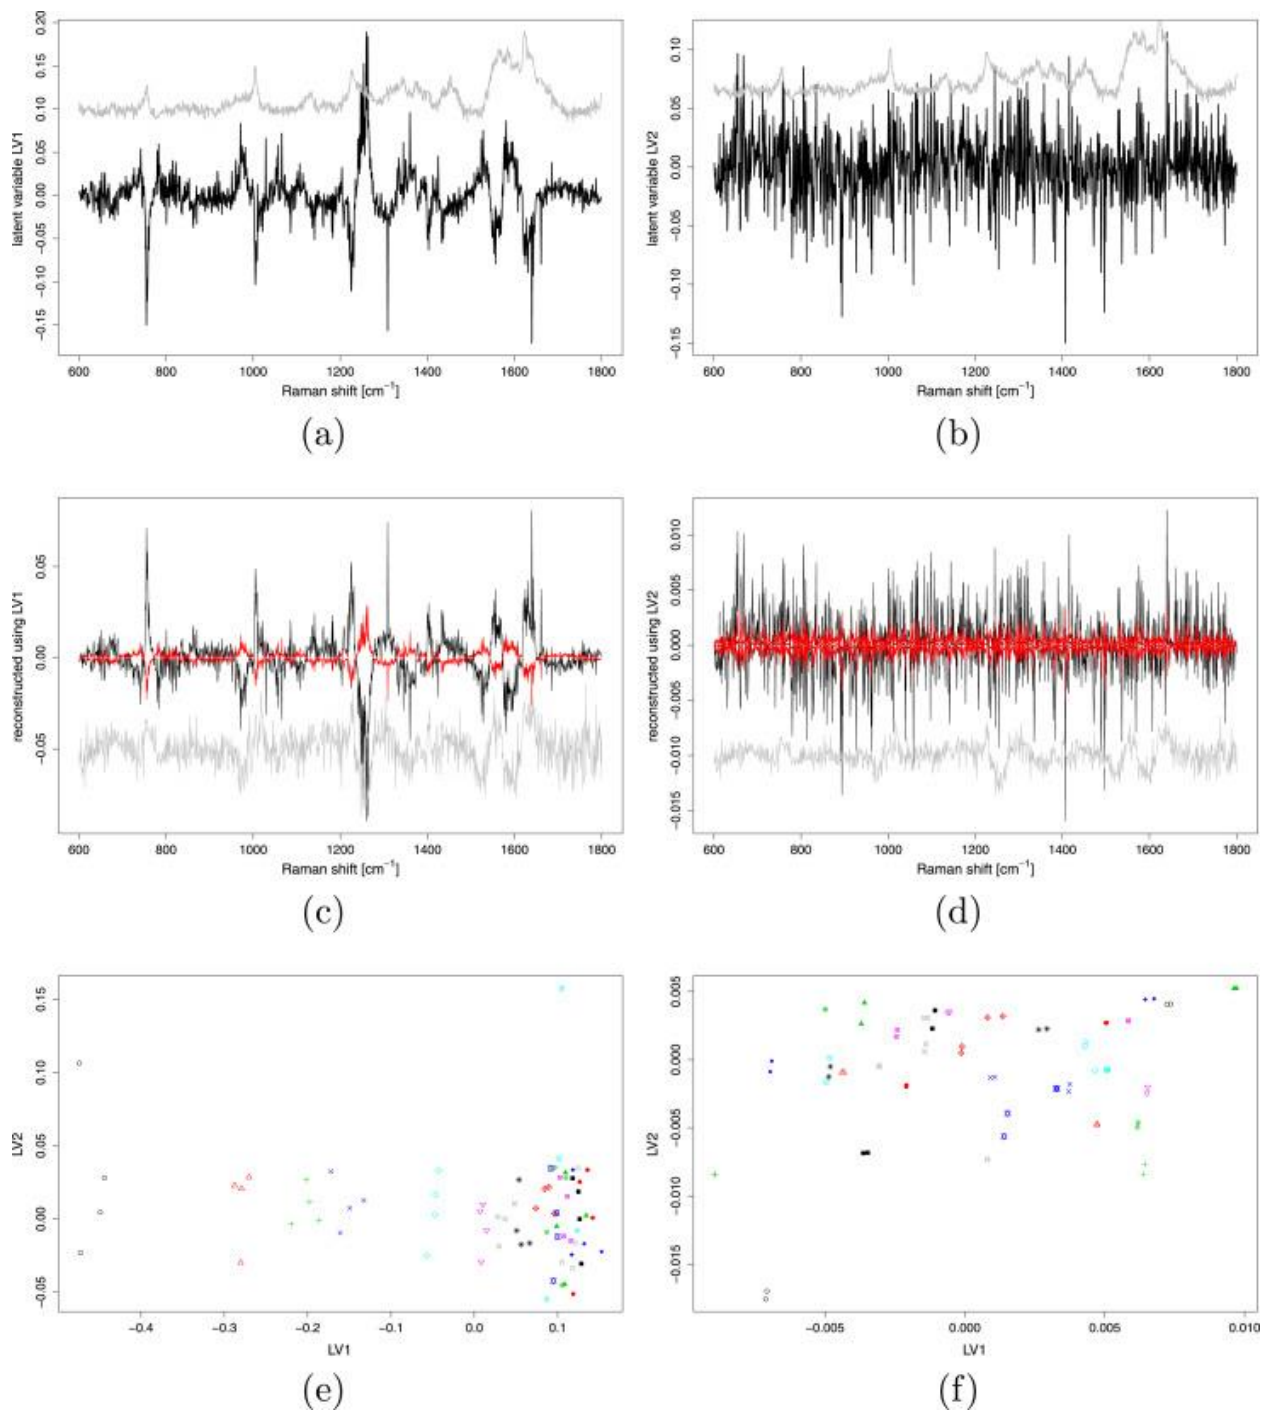 latent variable LV1
0.20
0.15
0.10
0.05
0.00
−0.05
−0.10
−0.15
600 800 1000 1200 1400 1600 1800
Raman shift [cm⁻¹]
(a)
latent variable LV2
0.10
0.05
0.00
−0.05
−0.10
−0.15
600 800 1000 1200 1400 1600 1800
Raman shift [cm⁻¹]
(b)
reconstructed using LV1
0.05
0.00
−0.05
600 800 1000 1200 1400 1600 1800
Raman shift [cm⁻¹]
(c)
reconstructed using LV2
0.010
0.005
0.000
−0.005
−0.010
−0.015
600 800 1000 1200 1400 1600 1800
Raman shift [cm⁻¹]
(d)
LV2
0.15
0.10
0.05
0.00
−0.05
−0.4 −0.3 −0.2 −0.1 0.0 0.1
LV1
(e)
LV2
0.005
0.000
−0.005
−0.010
−0.015
−0.005 0.000 0.005 0.010
LV1
(f)